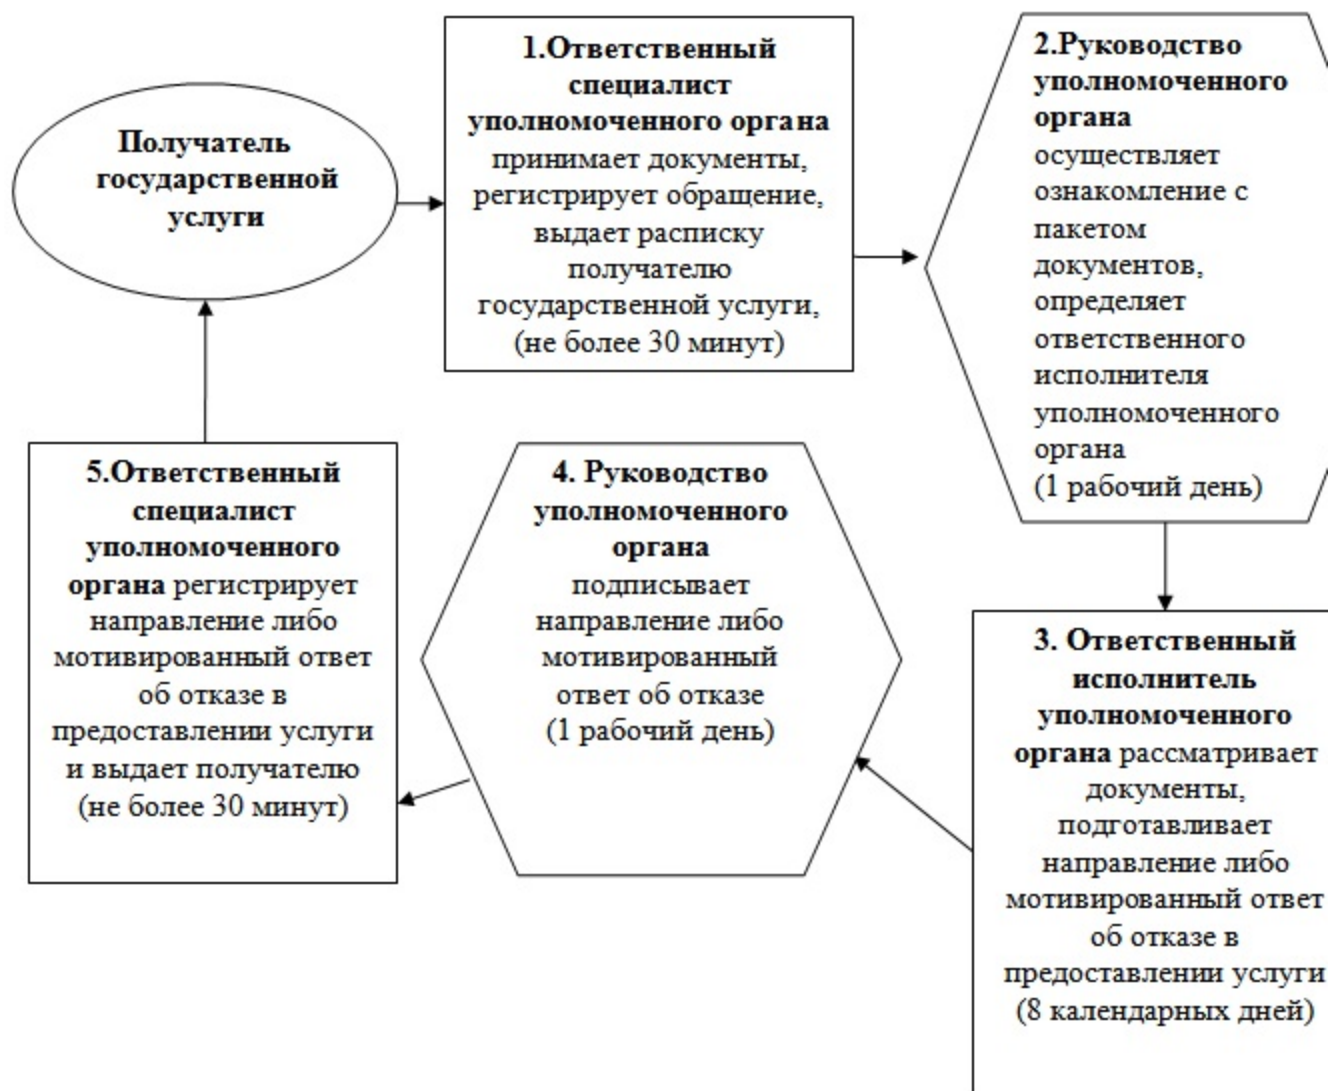 Получатель
государственной
услуги
1.Ответственный
специалист
уполномоченного органа
принимает документы,
регистрирует обращение,
выдает расписку
получателю
государственной услуги,
(не более 30 минут)
2.Руководство
уполномоченного
органа
осуществляет
ознакомление с
пакетом
документов,
определяет
ответственного
исполнителя
уполномоченного
органа
(1 рабочий день)
3. Ответственный
исполнитель
уполномоченного
органа рассматривает
документы,
подготавливает
направление либо
мотивированный ответ
об отказе в
предоставлении услуги
(8 календарных дней)
4. Руководство
уполномоченного
органа
подписывает
направление либо
мотивированный
ответ об отказе
(1 рабочий день)
5.Ответственный
специалист
уполномоченного
органа регистрирует
направление либо
мотивированный ответ
об отказе в
предоставлении услуги
и выдает получателю
(не более 30 минут)